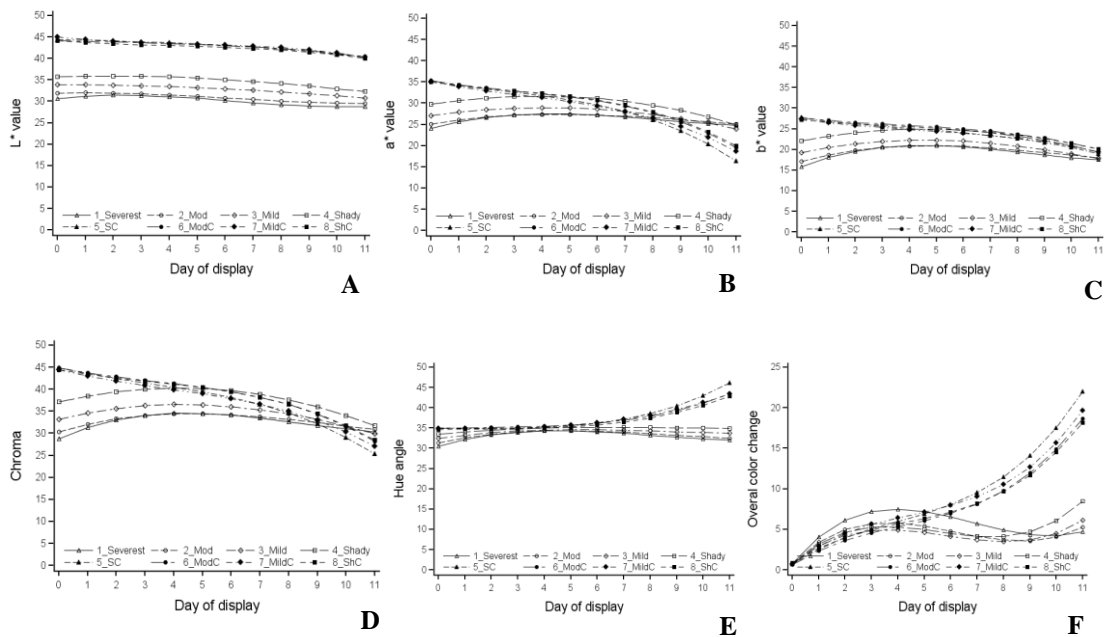 50
45
40
35
30
25
20
15
10
5
0
L* value
1_Severest 2_Mod 3_Mild 4_Shady
5_SC 6_ModC 7_MildC 8_ShC
0 1 2 3 4 5 6 7 8 9 10 11
Day of display
A
50
45
40
35
30
25
20
15
10
5
0
a* value
1_Severest 2_Mod 3_Mild 4_Shady
5_SC 6_ModC 7_MildC 8_ShC
0 1 2 3 4 5 6 7 8 9 10 11
Day of display
B
50
45
40
35
30
25
20
15
10
5
0
b* value
1_Severest 2_Mod 3_Mild 4_Shady
5_SC 6_ModC 7_MildC 8_ShC
0 1 2 3 4 5 6 7 8 9 10 11
Day of display
C
50
45
40
35
30
25
20
15
10
5
0
Chroma
1_Severest 2_Mod 3_Mild 4_Shady
5_SC 6_ModC 7_MildC 8_ShC
0 1 2 3 4 5 6 7 8 9 10 11
Day of display
D
50
45
40
35
30
25
20
15
10
5
0
Hue angle
1_Severest 2_Mod 3_Mild 4_Shady
5_SC 6_ModC 7_MildC 8_ShC
0 1 2 3 4 5 6 7 8 9 10 11
Day of display
E
25
20
15
10
5
0
Overal color change
1_Severest 2_Mod 3_Mild 4_Shady
5_SC 6_ModC 7_MildC 8_ShC
0 1 2 3 4 5 6 7 8 9 10 11
Day of display
F